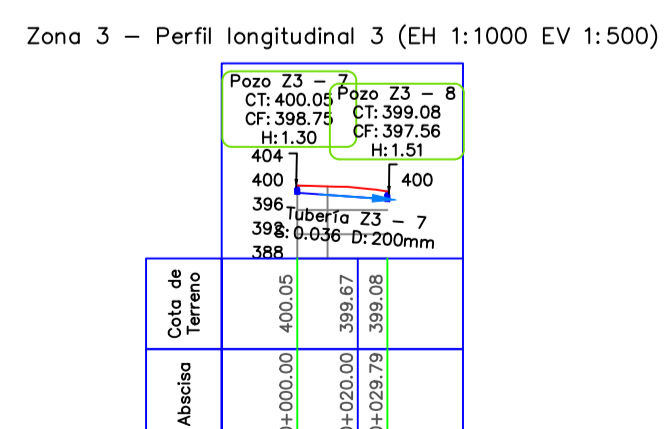 Zona 3 – Perfil longitudinal 3 (EH 1:1000 EV 1:500)
Pozo Z3 – 7
CT: 400.05
CF: 398.75
H: 1.30
Pozo Z3 – 8
CT: 399.08
CF: 397.56
H: 1.51
404
400
400
396
392
388
Tubería Z3 – 7
S: 0.036 D: 200mm
Cota de
Terreno
400.05
399.67
399.08
Abscisa
0+000.00
0+020.00
0+029.79